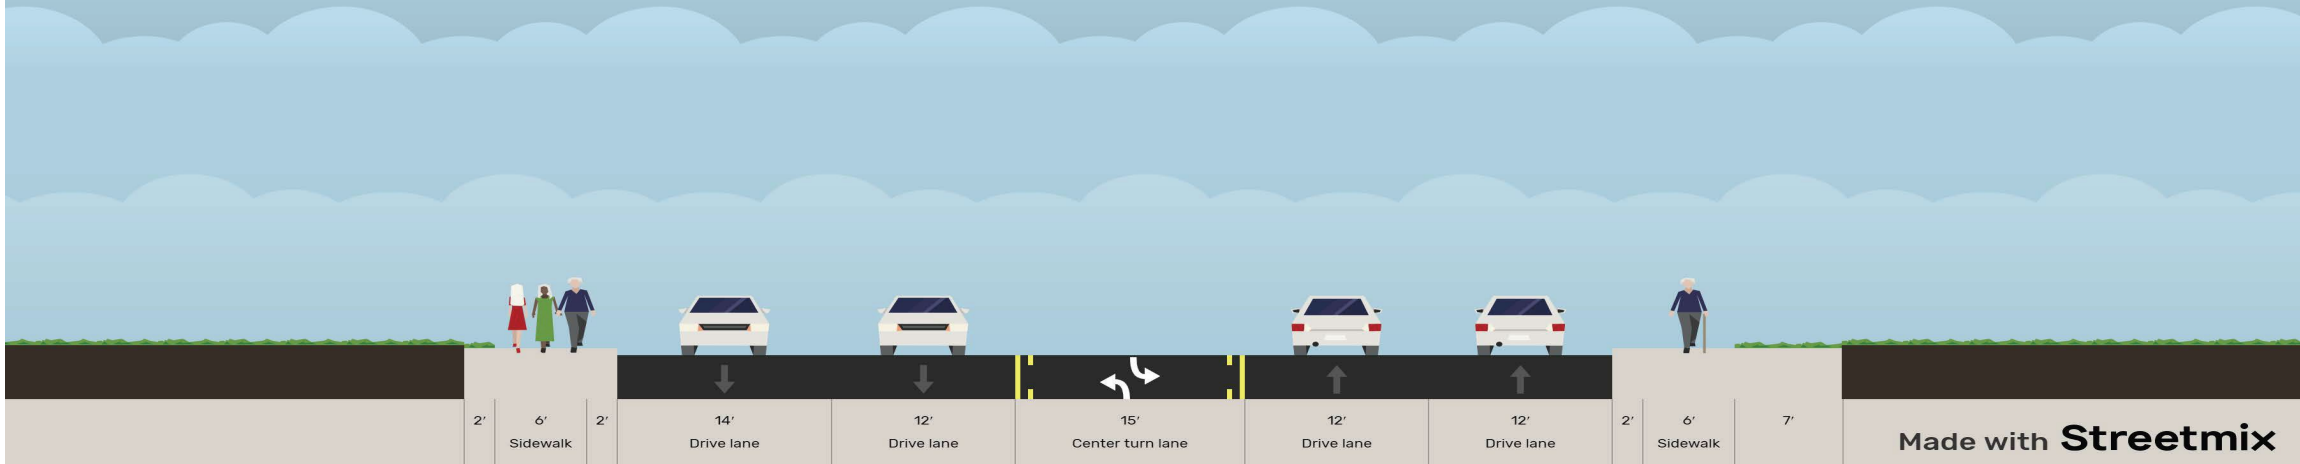 2′
6′
Sidewalk
2′
14′
Drive lane
12′
Drive lane
15′
Center turn lane
12′
Drive lane
12′
Drive lane
2′
6′
Sidewalk
7′
Made with Streetmix